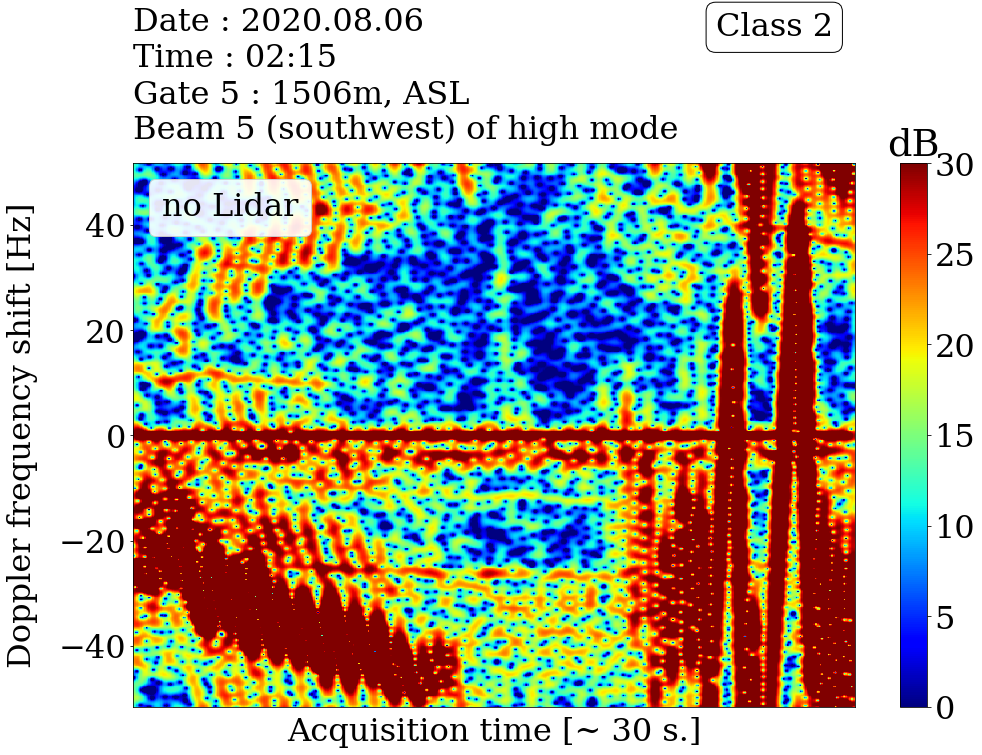 Date : 2020.08.06
Time : 02:15
Gate 5 : 1506m, ASL
Beam 5 (southwest) of high mode
Class 2
dB
no Lidar
Doppler frequency shift [Hz]
40
20
0
−20
−40
Acquisition time [~ 30 s.]
30
25
20
15
10
5
0